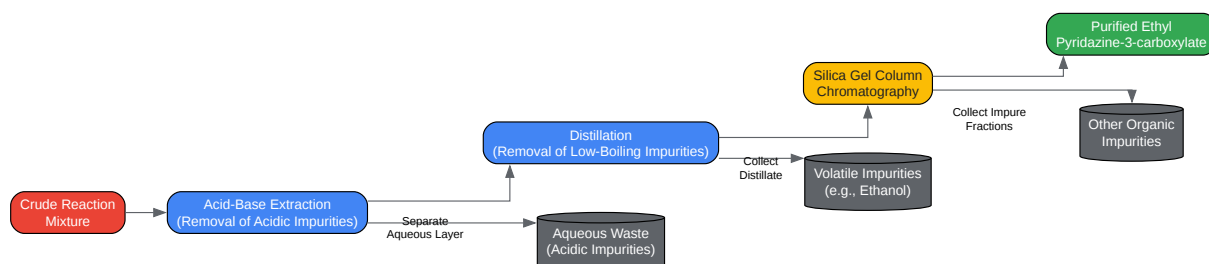 Purified Ethyl
Pyridazine-3-carboxylate
Silica Gel Column
Chromatography
Collect Impure
Fractions
Other Organic
Impurities
Distillation
(Removal of Low-Boiling Impurities)
Collect
Distillate
Volatile Impurities
(e.g., Ethanol)
Crude Reaction
Mixture
Acid-Base Extraction
(Removal of Acidic Impurities)
Separate
Aqueous Layer
Aqueous Waste
(Acidic Impurities)